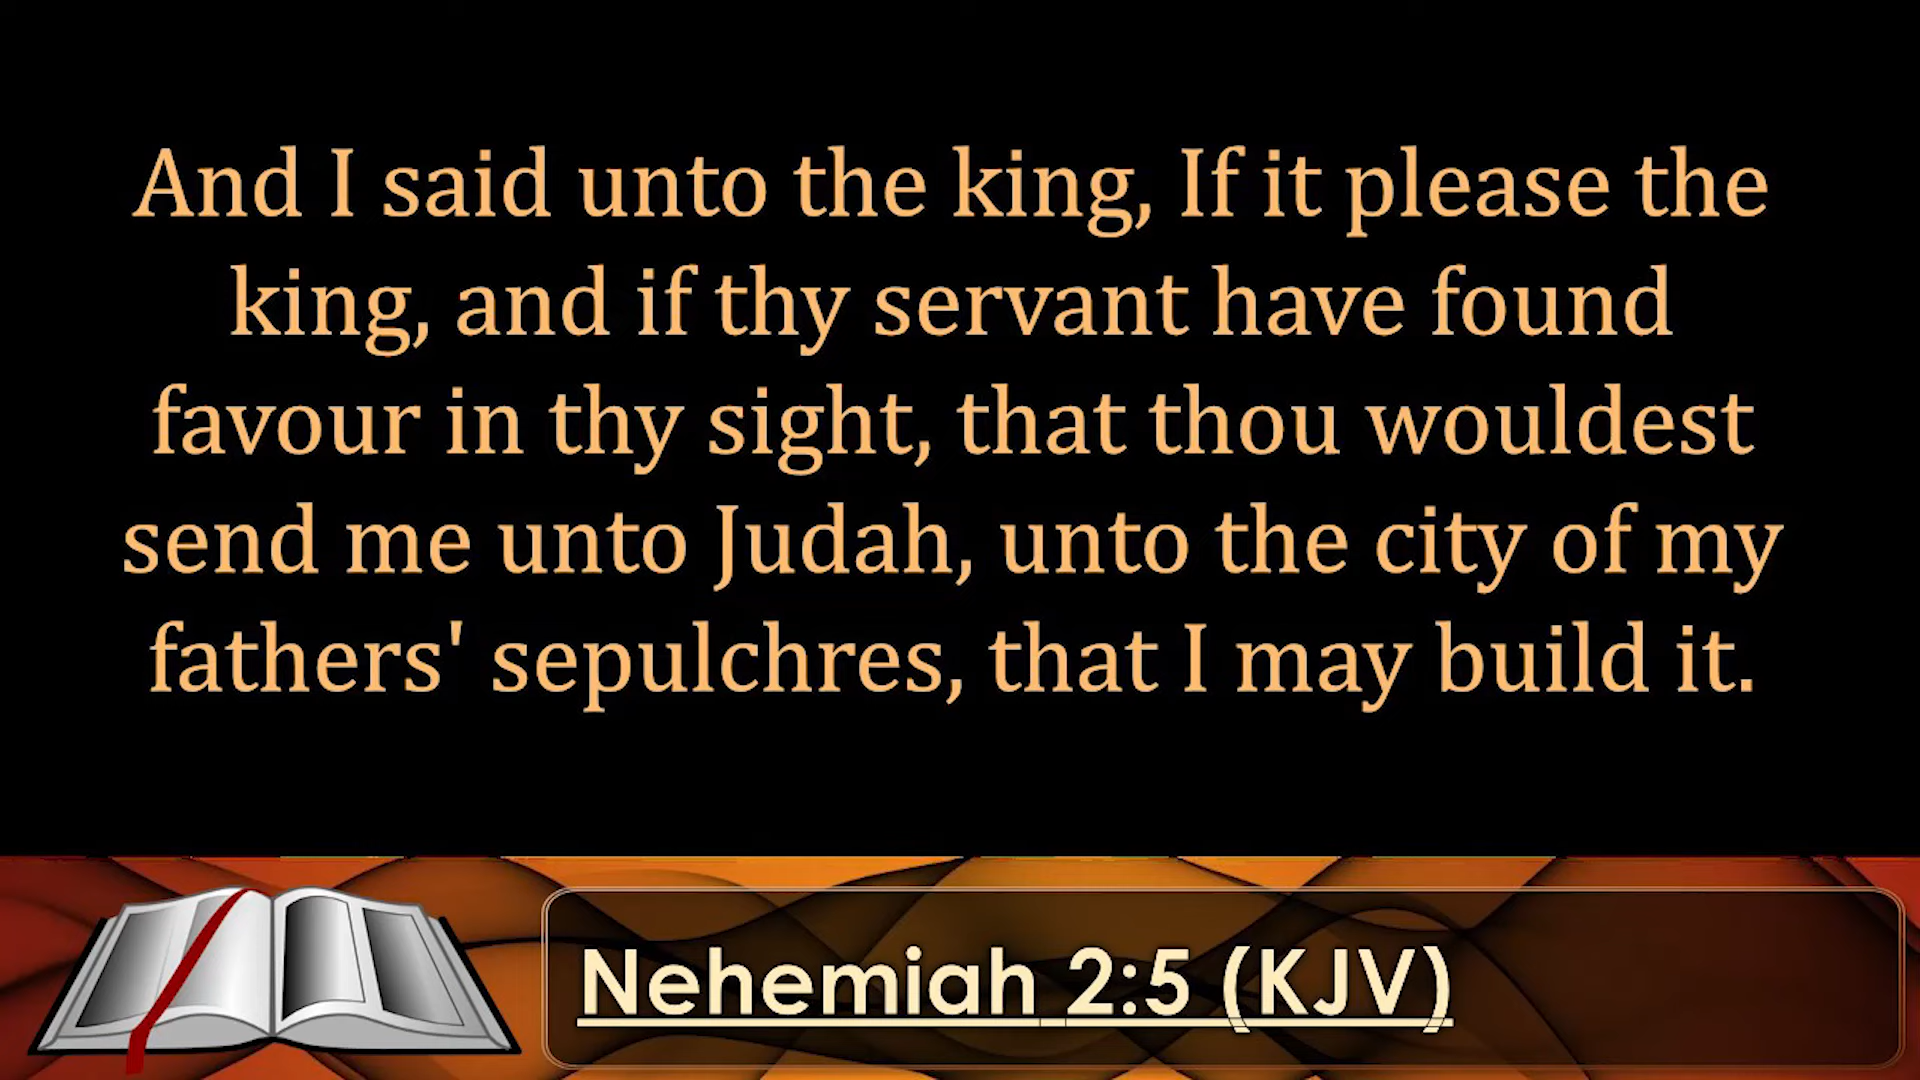 And I said unto the king, If it please the
king, and if thy servant have found
favour in thy sight, that thou wouldest
send me unto Judah, unto the city of my
fathers' sepulchres, that I may build it.
Nehemiah 2:5 (KJV)